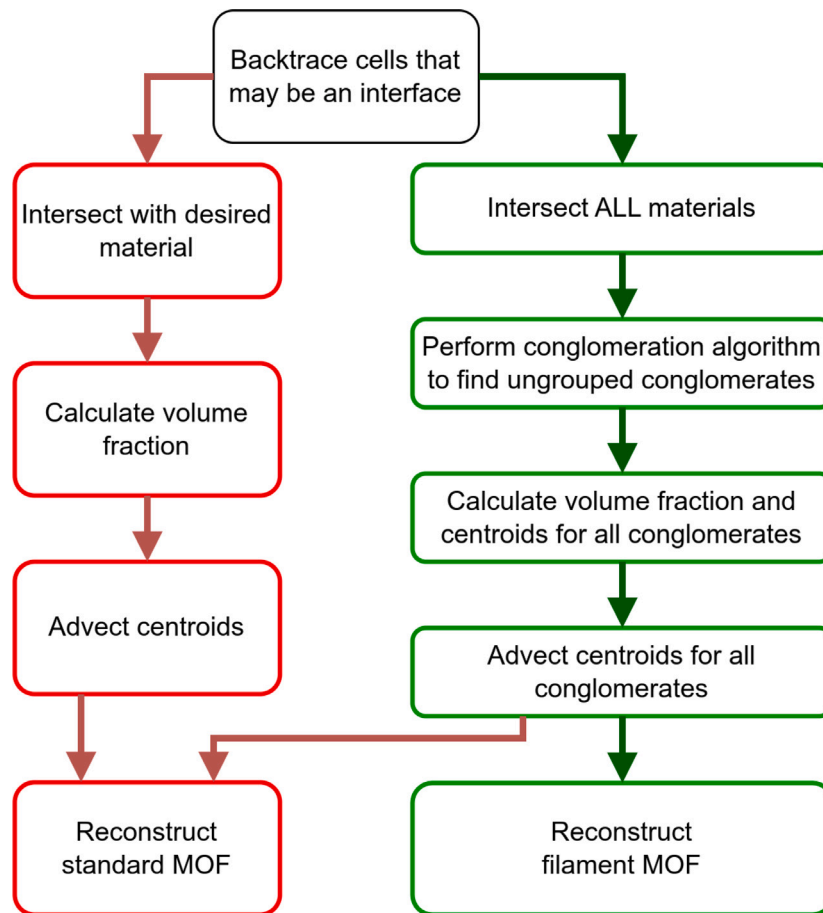 Backtrace cells that
may be an interface
Intersect with desired
material
Calculate volume
fraction
Advect centroids
Reconstruct
standard MOF
Intersect ALL materials
Perform conglomeration algorithm
to find ungrouped conglomerates
Calculate volume fraction and
centroids for all conglomerates
Advect centroids for all
conglomerates
Reconstruct
filament MOF